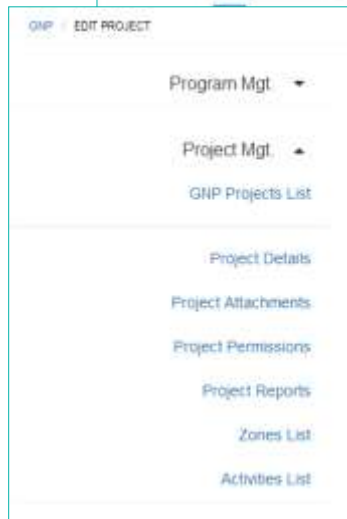 GNP / EDIT PROJECT
Program Mgt.
Project Mgt.
GNP Projects List
Project Details
Project Attachments
Project Permissions
Project Reports
Zones List
Activities List